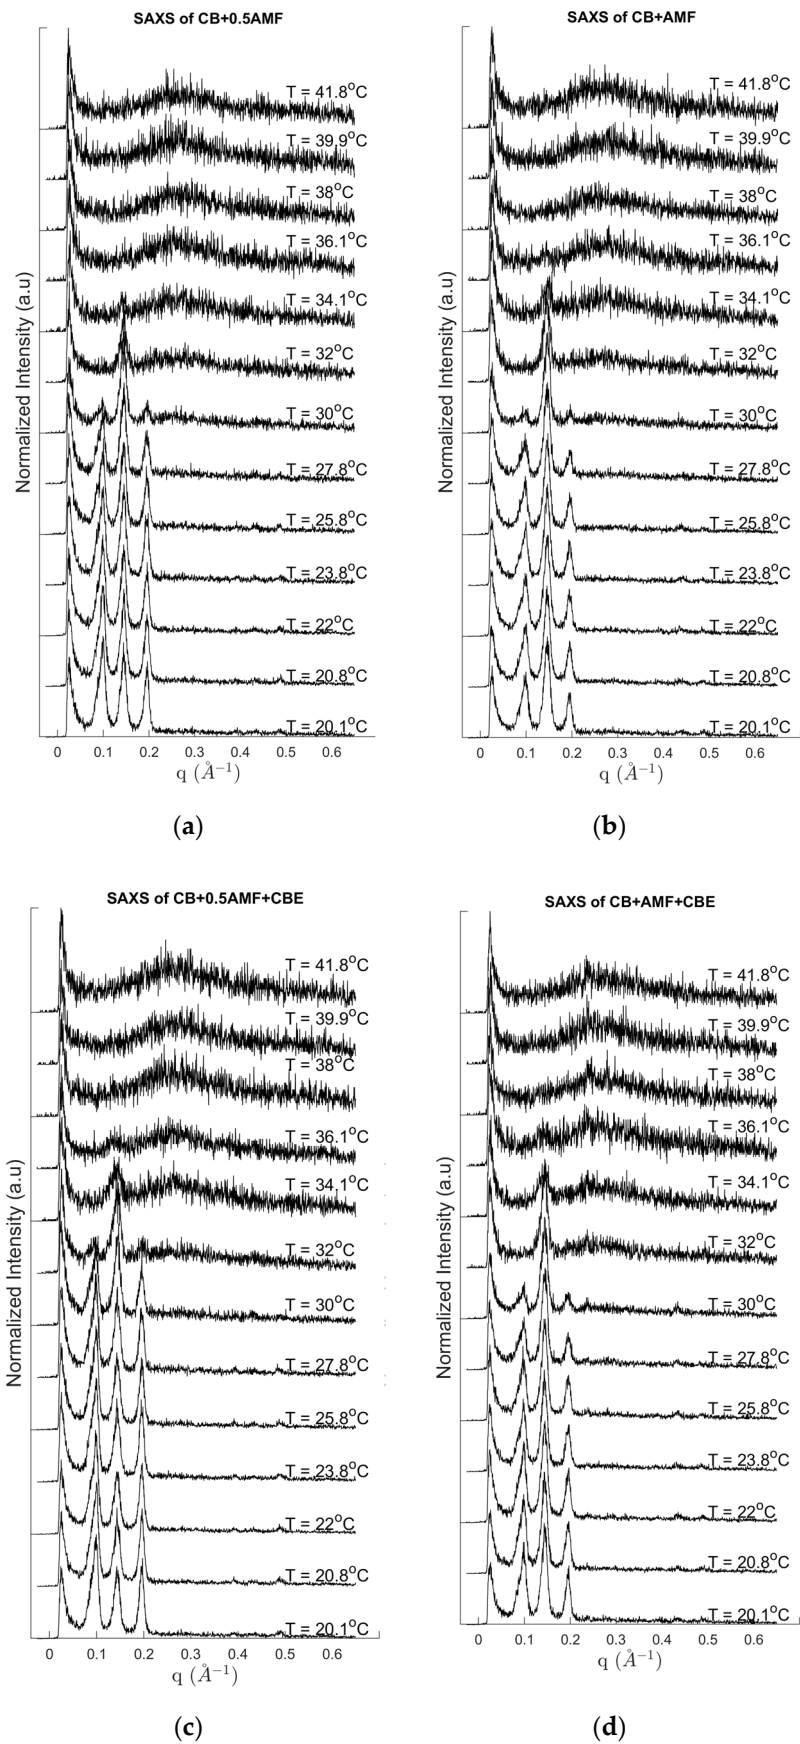 SAXS of CB+0.5AMF
T = 41.8°C
T = 39.9°C
T = 38°C
T = 36.1°C
T = 34.1°C
T = 32°C
T = 30°C
T = 27.8°C
T = 25.8°C
T = 23.8°C
T = 22°C
T = 20.8°C
T = 20.1°C
Normalized Intensity (a.u)
0 0.1 0.2 0.3 0.4 0.5 0.6
q (Å⁻¹)
(a)
SAXS of CB+AMF
T = 41.8°C
T = 39.9°C
T = 38°C
T = 36.1°C
T = 34.1°C
T = 32°C
T = 30°C
T = 27.8°C
T = 25.8°C
T = 23.8°C
T = 22°C
T = 20.8°C
T = 20.1°C
Normalized Intensity (a.u)
0 0.1 0.2 0.3 0.4 0.5 0.6
q (Å⁻¹)
(b)
SAXS of CB+0.5AMF+CBE
T = 41.8°C
T = 39.9°C
T = 38°C
T = 36.1°C
T = 34.1°C
T = 32°C
T = 30°C
T = 27.8°C
T = 25.8°C
T = 23.8°C
T = 22°C
T = 20.8°C
T = 20.1°C
Normalized Intensity (a.u)
0 0.1 0.2 0.3 0.4 0.5 0.6
q (Å⁻¹)
(c)
SAXS of CB+AMF+CBE
T = 41.8°C
T = 39.9°C
T = 38°C
T = 36.1°C
T = 34.1°C
T = 32°C
T = 30°C
T = 27.8°C
T = 25.8°C
T = 23.8°C
T = 22°C
T = 20.8°C
T = 20.1°C
Normalized Intensity (a.u)
0 0.1 0.2 0.3 0.4 0.5 0.6
q (Å⁻¹)
(d)